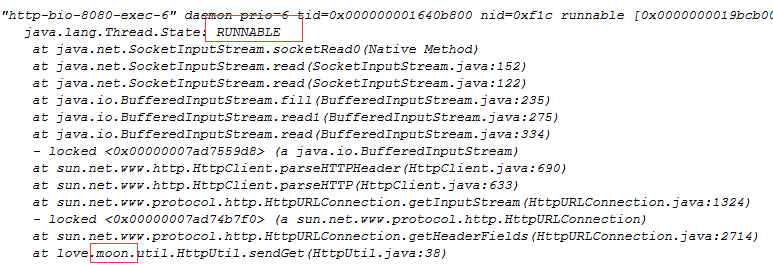 "http-bio-8080-exec-6" daemon prio=6 tid=0x000000001640b800 nid=0xf1c runnable [0x0000000019bcb00
java.lang.Thread.State: RUNNABLE
at java.net.SocketInputStream.socketRead0(Native Method)
at java.net.SocketInputStream.read(SocketInputStream.java:152)
at java.net.SocketInputStream.read(SocketInputStream.java:122)
at java.io.BufferedInputStream.fill(BufferedInputStream.java:235)
at java.io.BufferedInputStream.read1(BufferedInputStream.java:275)
at java.io.BufferedInputStream.read(BufferedInputStream.java:334)
- locked <0x00000007ad7559d8> (a java.io.BufferedInputStream)
at sun.net.www.http.HttpClient.parseHTTPHeader(HttpClient.java:690)
at sun.net.www.http.HttpClient.parseHTTP(HttpClient.java:633)
at sun.net.www.protocol.http.HttpURLConnection.getInputStream(HttpURLConnection.java:1324)
- locked <0x00000007ad74b7f0> (a sun.net.www.protocol.http.HttpURLConnection)
at sun.net.www.protocol.http.HttpURLConnection.getHeaderFields(HttpURLConnection.java:2714)
at love.moon.util.HttpUtil.sendGet(HttpUtil.java:38)